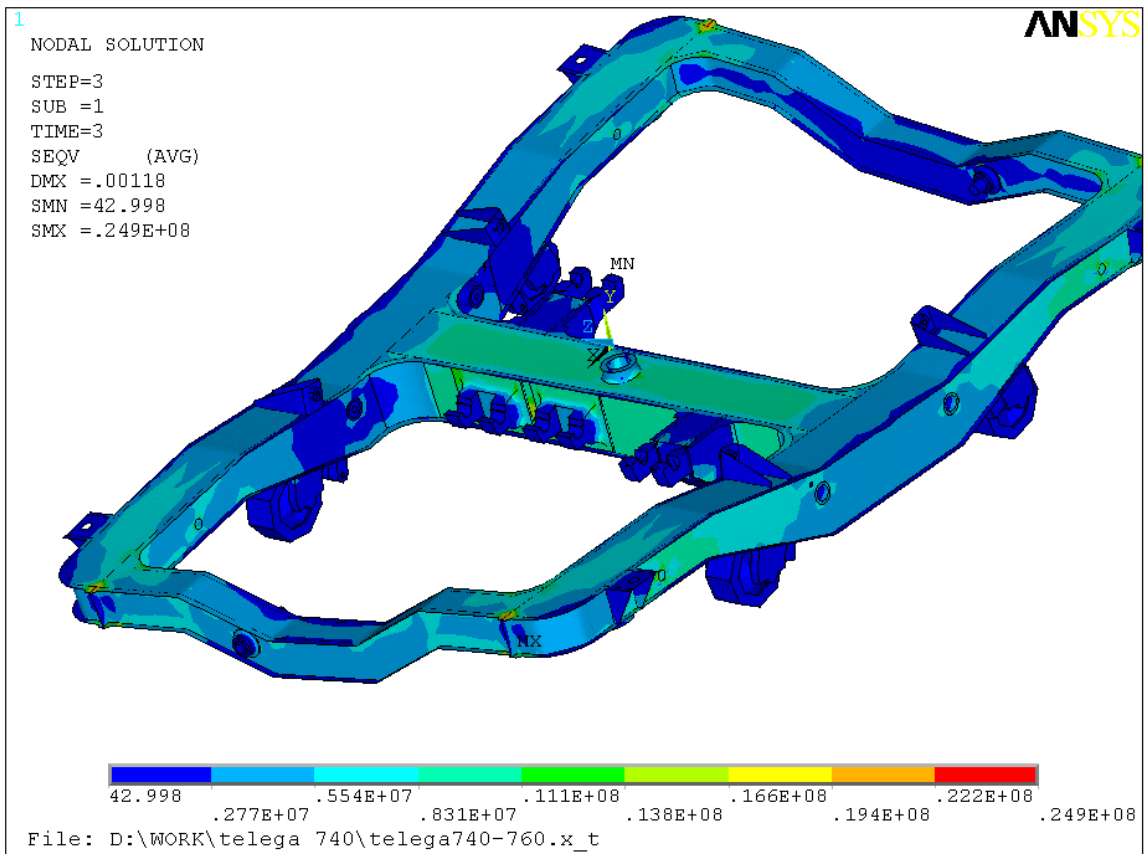 1
ANSYS
NODAL SOLUTION
STEP=3
SUB =1
TIME=3
SEQV (AVG)
DMX =.00118
SMN =42.998
SMX =.249E+08
MN
Y
Z
X
MX
42.998 .554E+07 .111E+08 .166E+08 .222E+08
.277E+07 .831E+07 .138E+08 .194E+08 .249E+08
File: D:\WORK\telega 740\telega740-760.x_t